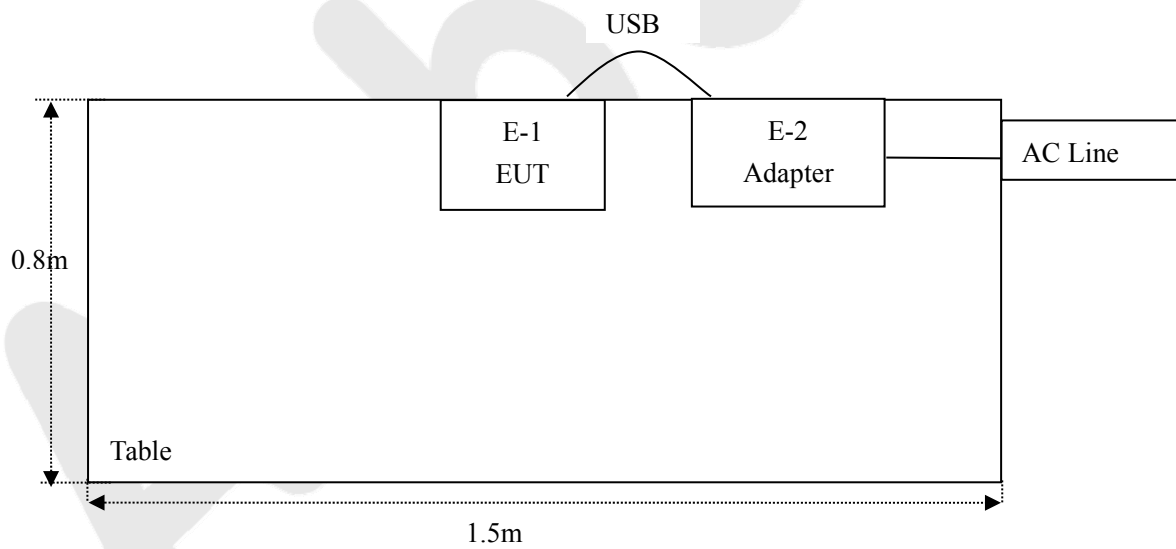 USB
E-1
EUT
E-2
Adapter
AC Line
0.8m
Table
1.5m